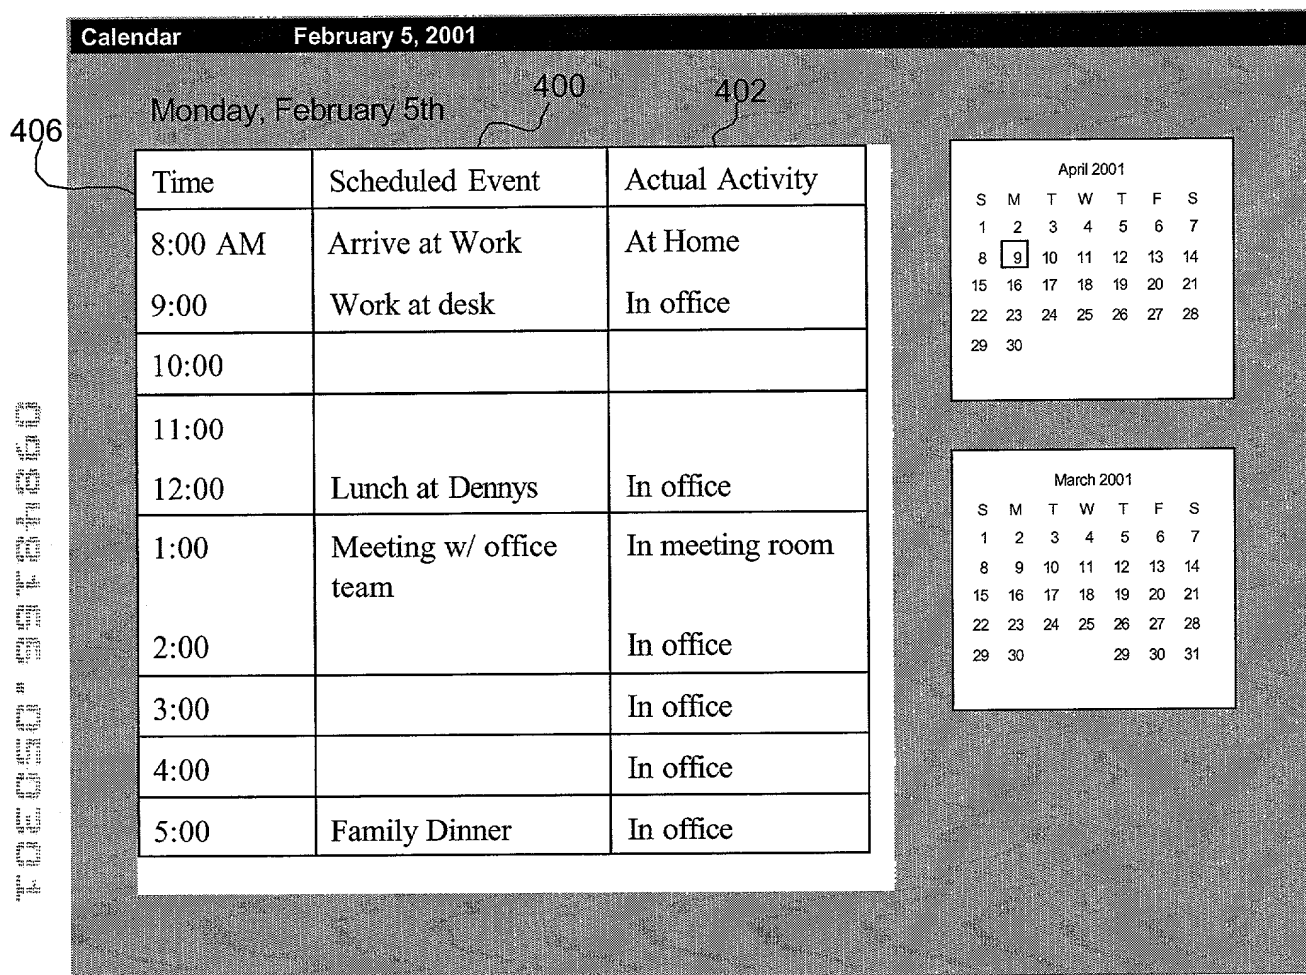 Calendar February 5, 2001
400 402
Monday, February 5th
406
Time Scheduled Event Actual Activity
8:00 AM Arrive at Work At Home
9:00 Work at desk In office
10:00
11:00
12:00 Lunch at Dennys In office
1:00 Meeting w/ office In meeting room
team
2:00 In office
3:00 In office
4:00 In office
5:00 Family Dinner In office
April 2001
S M T W T F S
1 2 3 4 5 6 7
8 9 10 11 12 13 14
15 16 17 18 19 20 21
22 23 24 25 26 27 28
29 30
March 2001
S M T W T F S
1 2 3 4 5 6 7
8 9 10 11 12 13 14
15 16 17 18 19 20 21
22 23 24 25 26 27 28
29 30 29 30 31